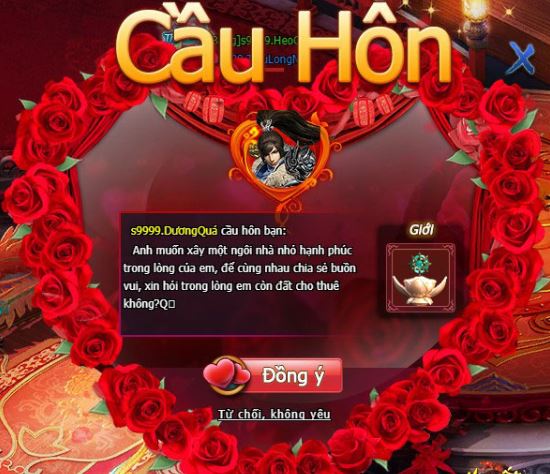 Cầu Hôn
s9999.DươngQuá cầu hôn bạn:
Anh muốn xây một ngôi nhà nhỏ hạnh phúc
trong lòng của em, để cùng nhau chia sẻ buồn
vui, xin hỏi trong lòng em còn đất cho thuê
không?Q
Giới
Đồng ý
Từ chối, không yêu